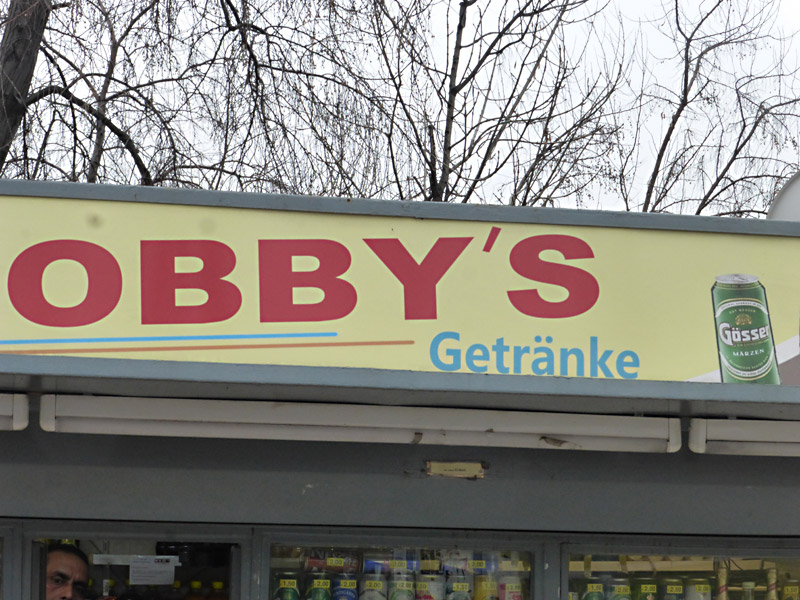 OBBY'S
Getränke
Gösser
MÄRZEN